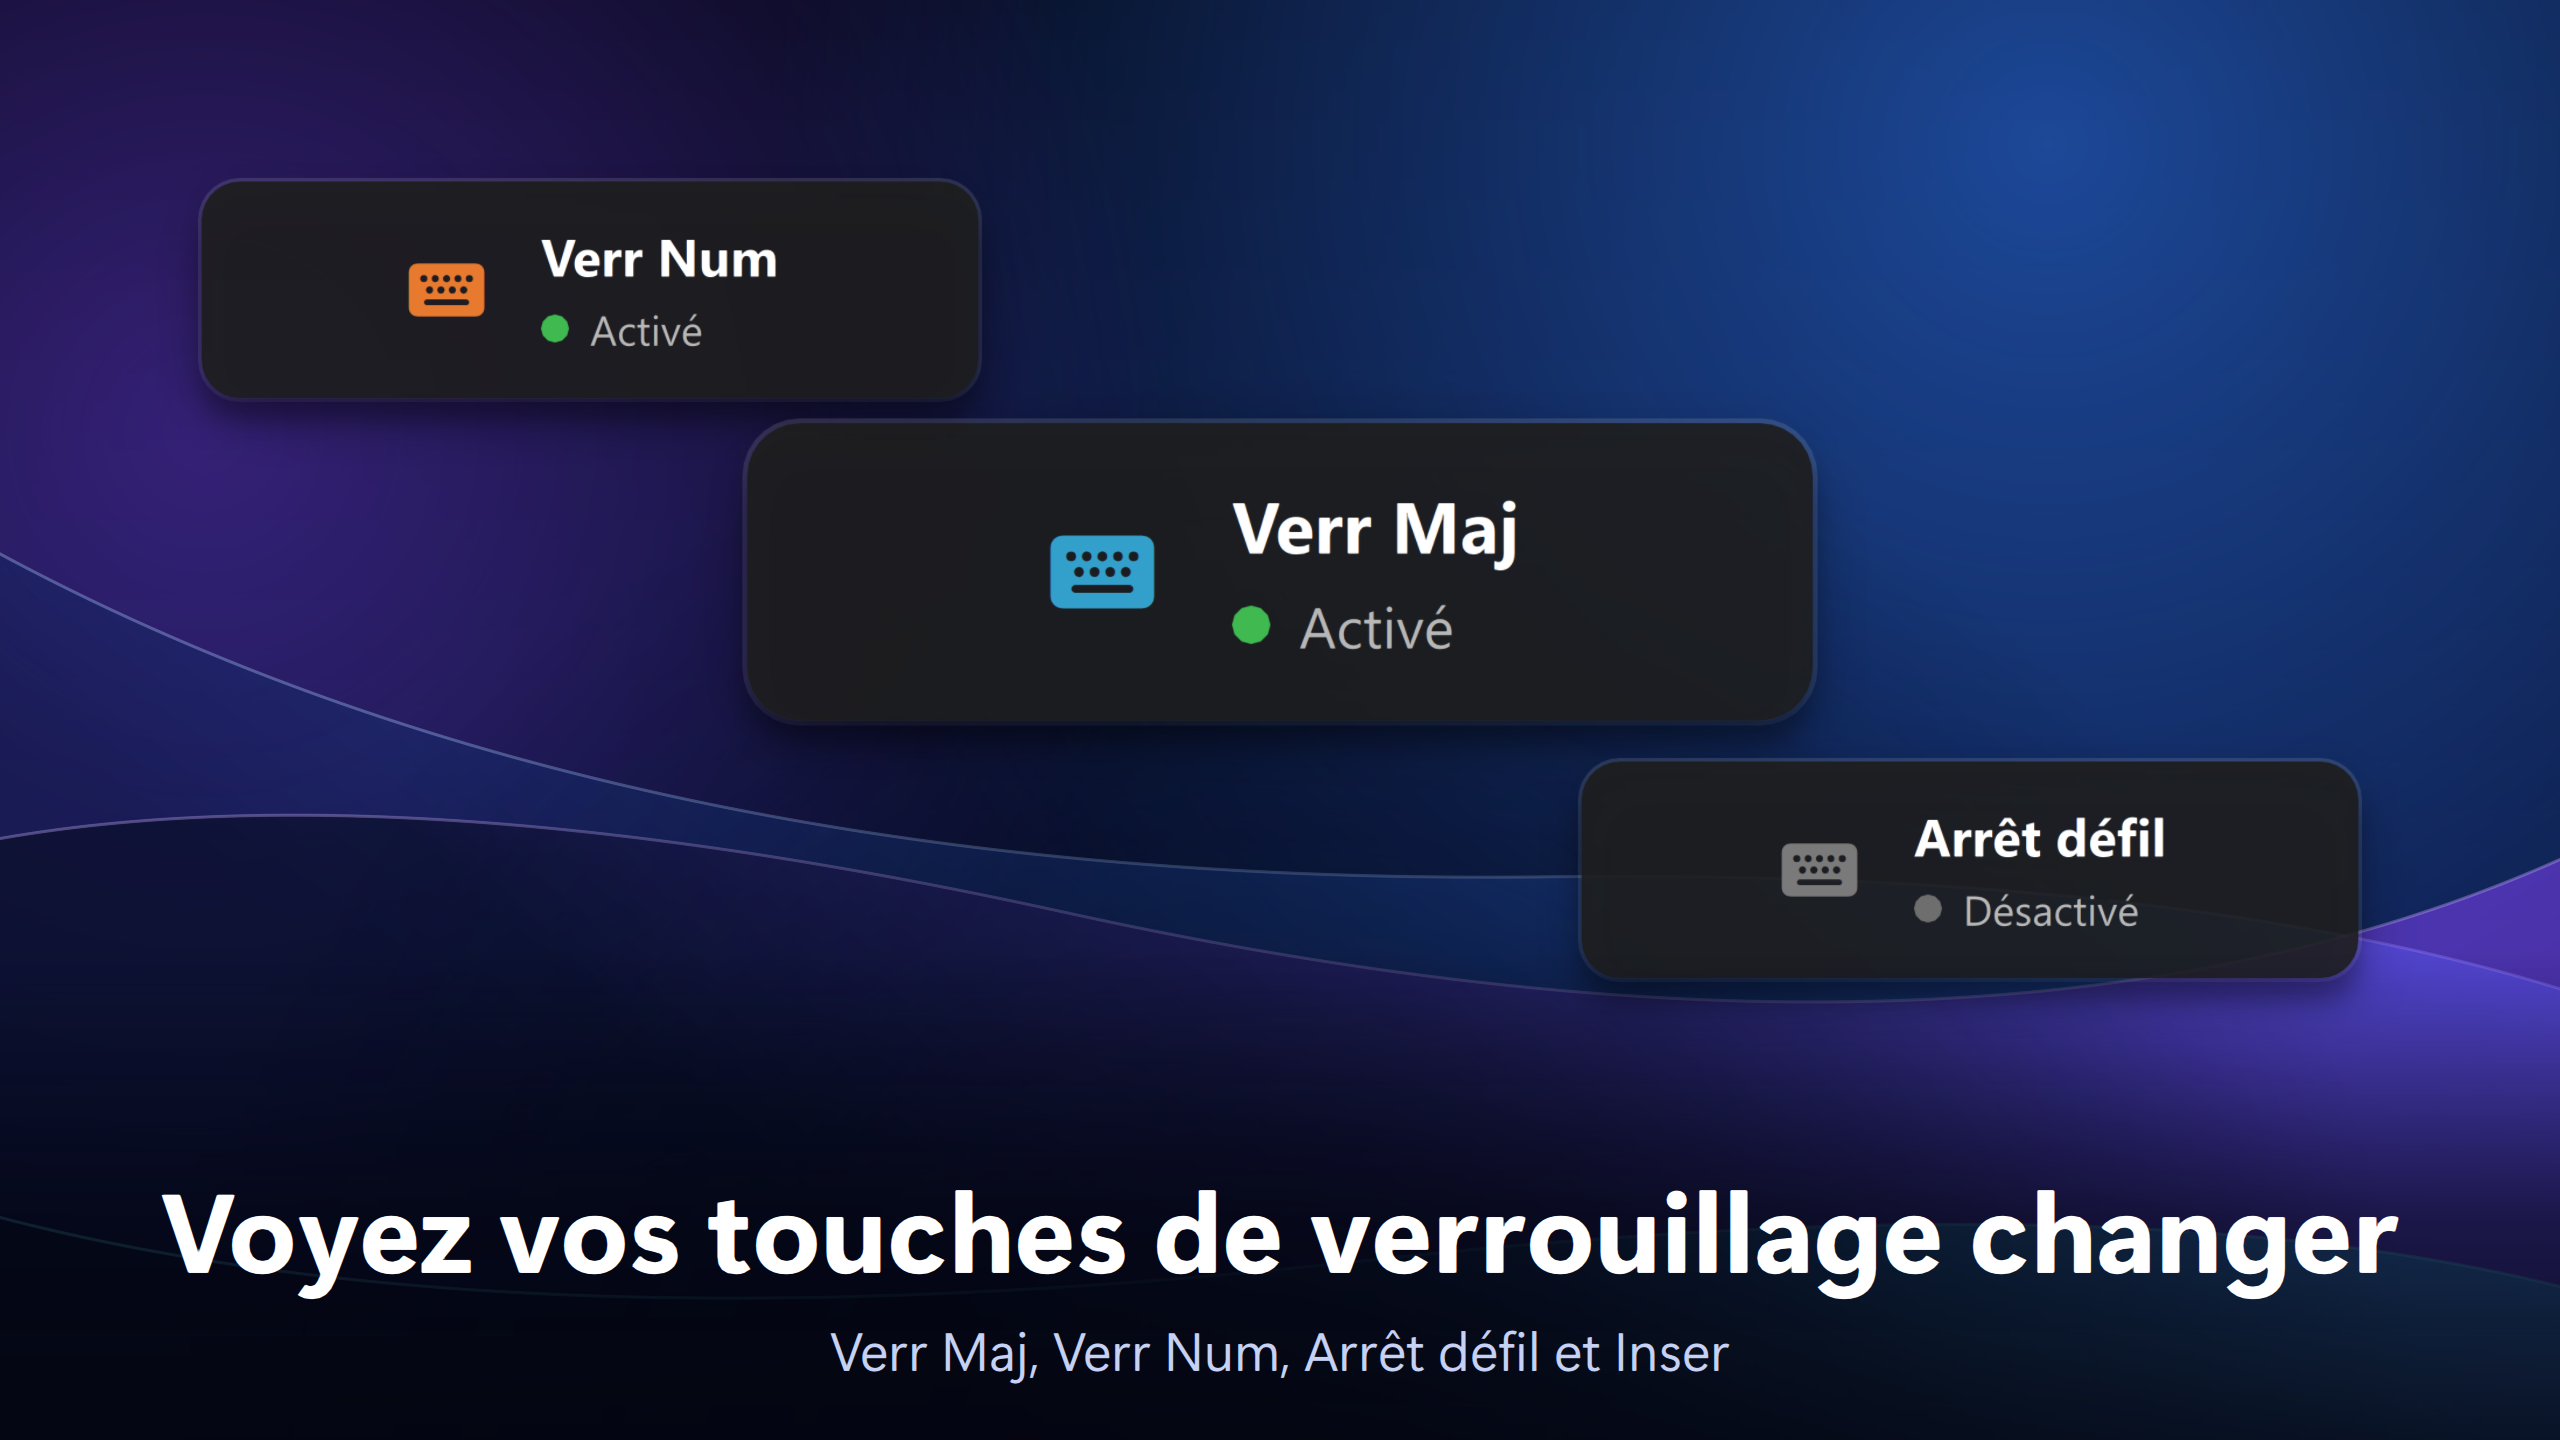 Verr Num
Activé
Verr Maj
Activé
Arrêt défil
Désactivé
Voyez vos touches de verrouillage changer
Verr Maj, Verr Num, Arrêt défil et Inser